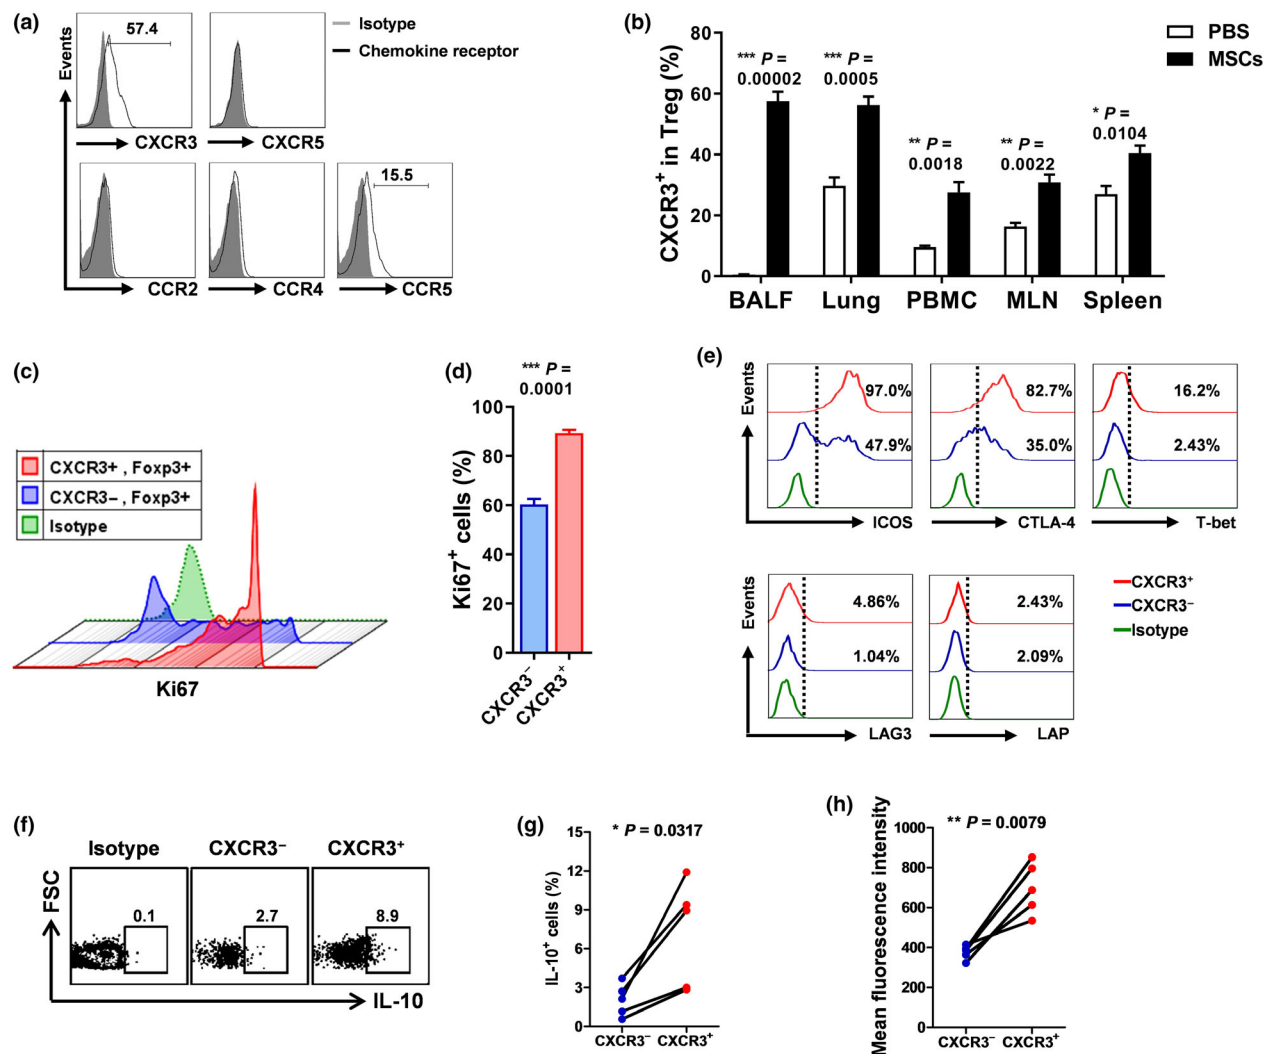 (a)
Isotype
Chemokine receptor
Events
57.4
CXCR3
CXCR5
15.5
CCR2
CCR4
CCR5
(b)
PBS
MSCs
CXCR3+ in Treg (%)
80
60
40
20
0
*** P =
0.00002
*** P =
0.0005
** P =
0.0018
** P =
0.0022
* P =
0.0104
BALF
Lung
PBMC
MLN
Spleen
(c)
CXCR3+ , Foxp3+
CXCR3− , Foxp3+
Isotype
Ki67
(d)
*** P =
0.0001
Ki67+ cells (%)
100
80
60
40
20
0
CXCR3−
CXCR3+
(e)
Events
97.0%
47.9%
ICOS
82.7%
35.0%
CTLA-4
16.2%
2.43%
T-bet
Events
4.86%
1.04%
LAG3
2.43%
2.09%
LAP
CXCR3+
CXCR3−
Isotype
(f)
Isotype
CXCR3−
CXCR3+
FSC
0.1
2.7
8.9
IL-10
(g)
* P = 0.0317
IL-10+ cells (%)
15
12
9
6
3
0
CXCR3−
CXCR3+
(h)
** P = 0.0079
Mean fluorescence intensity
1000
800
600
400
200
0
CXCR3−
CXCR3+